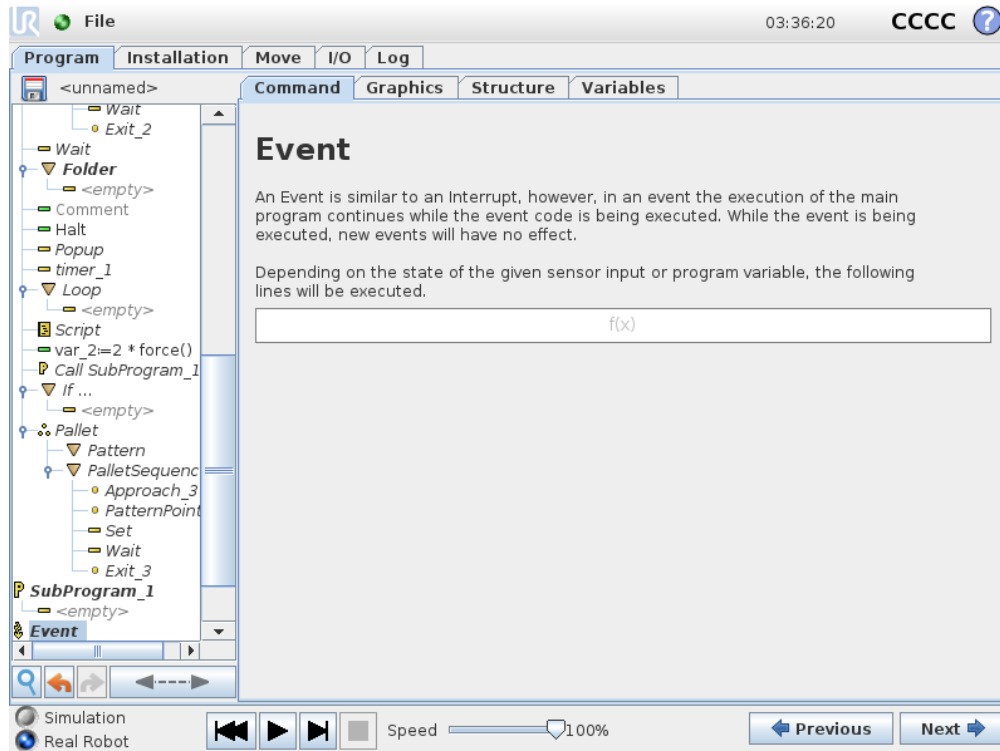 UR File 03:36:20 CCCC ?
Program Installation Move I/O Log
<unnamed>
Command Graphics Structure Variables
Wait
Exit_2
Wait
Folder
<empty>
Comment
Halt
Popup
timer_1
Loop
<empty>
Script
var_2:=2 * force()
P Call SubProgram_1
If ...
<empty>
Pallet
Pattern
PalletSequenc
Approach_3
PatternPoint
Set
Wait
Exit_3
P SubProgram_1
<empty>
Event
Event
An Event is similar to an Interrupt, however, in an event the execution of the main
program continues while the event code is being executed. While the event is being
executed, new events will have no effect.
Depending on the state of the given sensor input or program variable, the following
lines will be executed.
f(x)
Simulation
Real Robot
Speed 100%
Previous Next